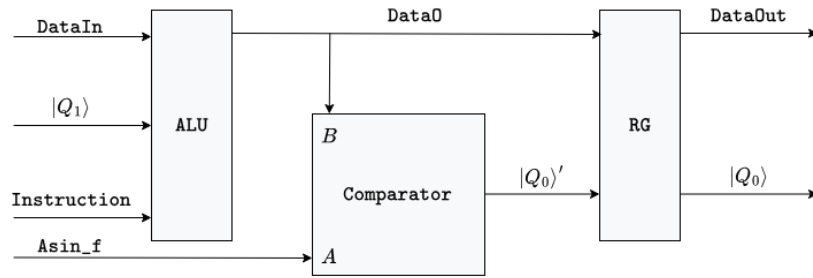 DataIn
DataO
DataOut
|Q₁⟩
ALU
B
RG
Comparator
|Q₀⟩'
|Q₀⟩
Instruction
Asin_f
A